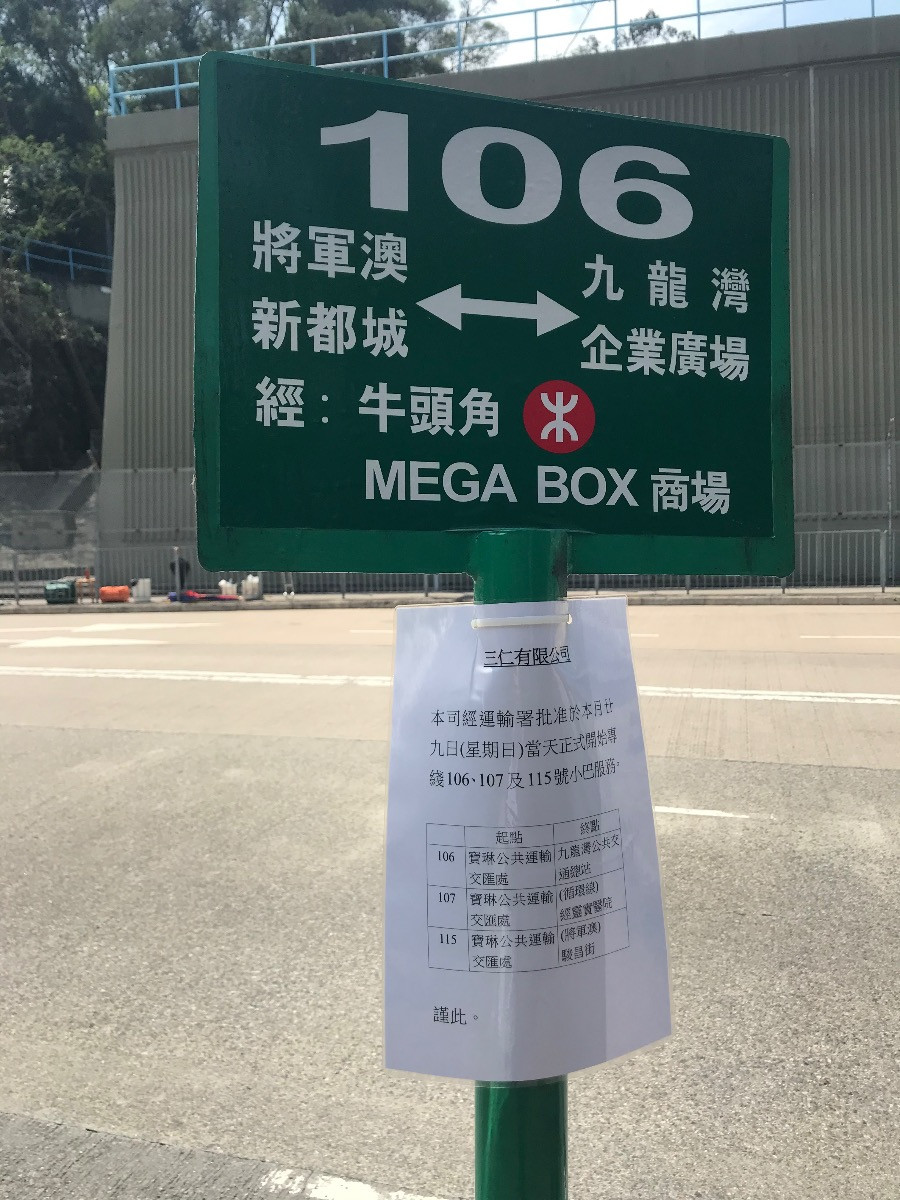 106
將軍澳 九龍灣
新都城 企業廣場
經：牛頭角
MEGA BOX 商場
三仁有限公司
本司經運輸署批准於本月廿
九日(星期日)當天正式開始專
綫106、107及115號小巴服務。
起點 終點
106 寶琳公共運輸 九龍灣公共交
交匯處 通總站
107 寶琳公共運輸 (循環線)
交匯處 經靈實醫院
115 寶琳公共運輸 (將軍澳)
交匯處 駿昌街
謹此。